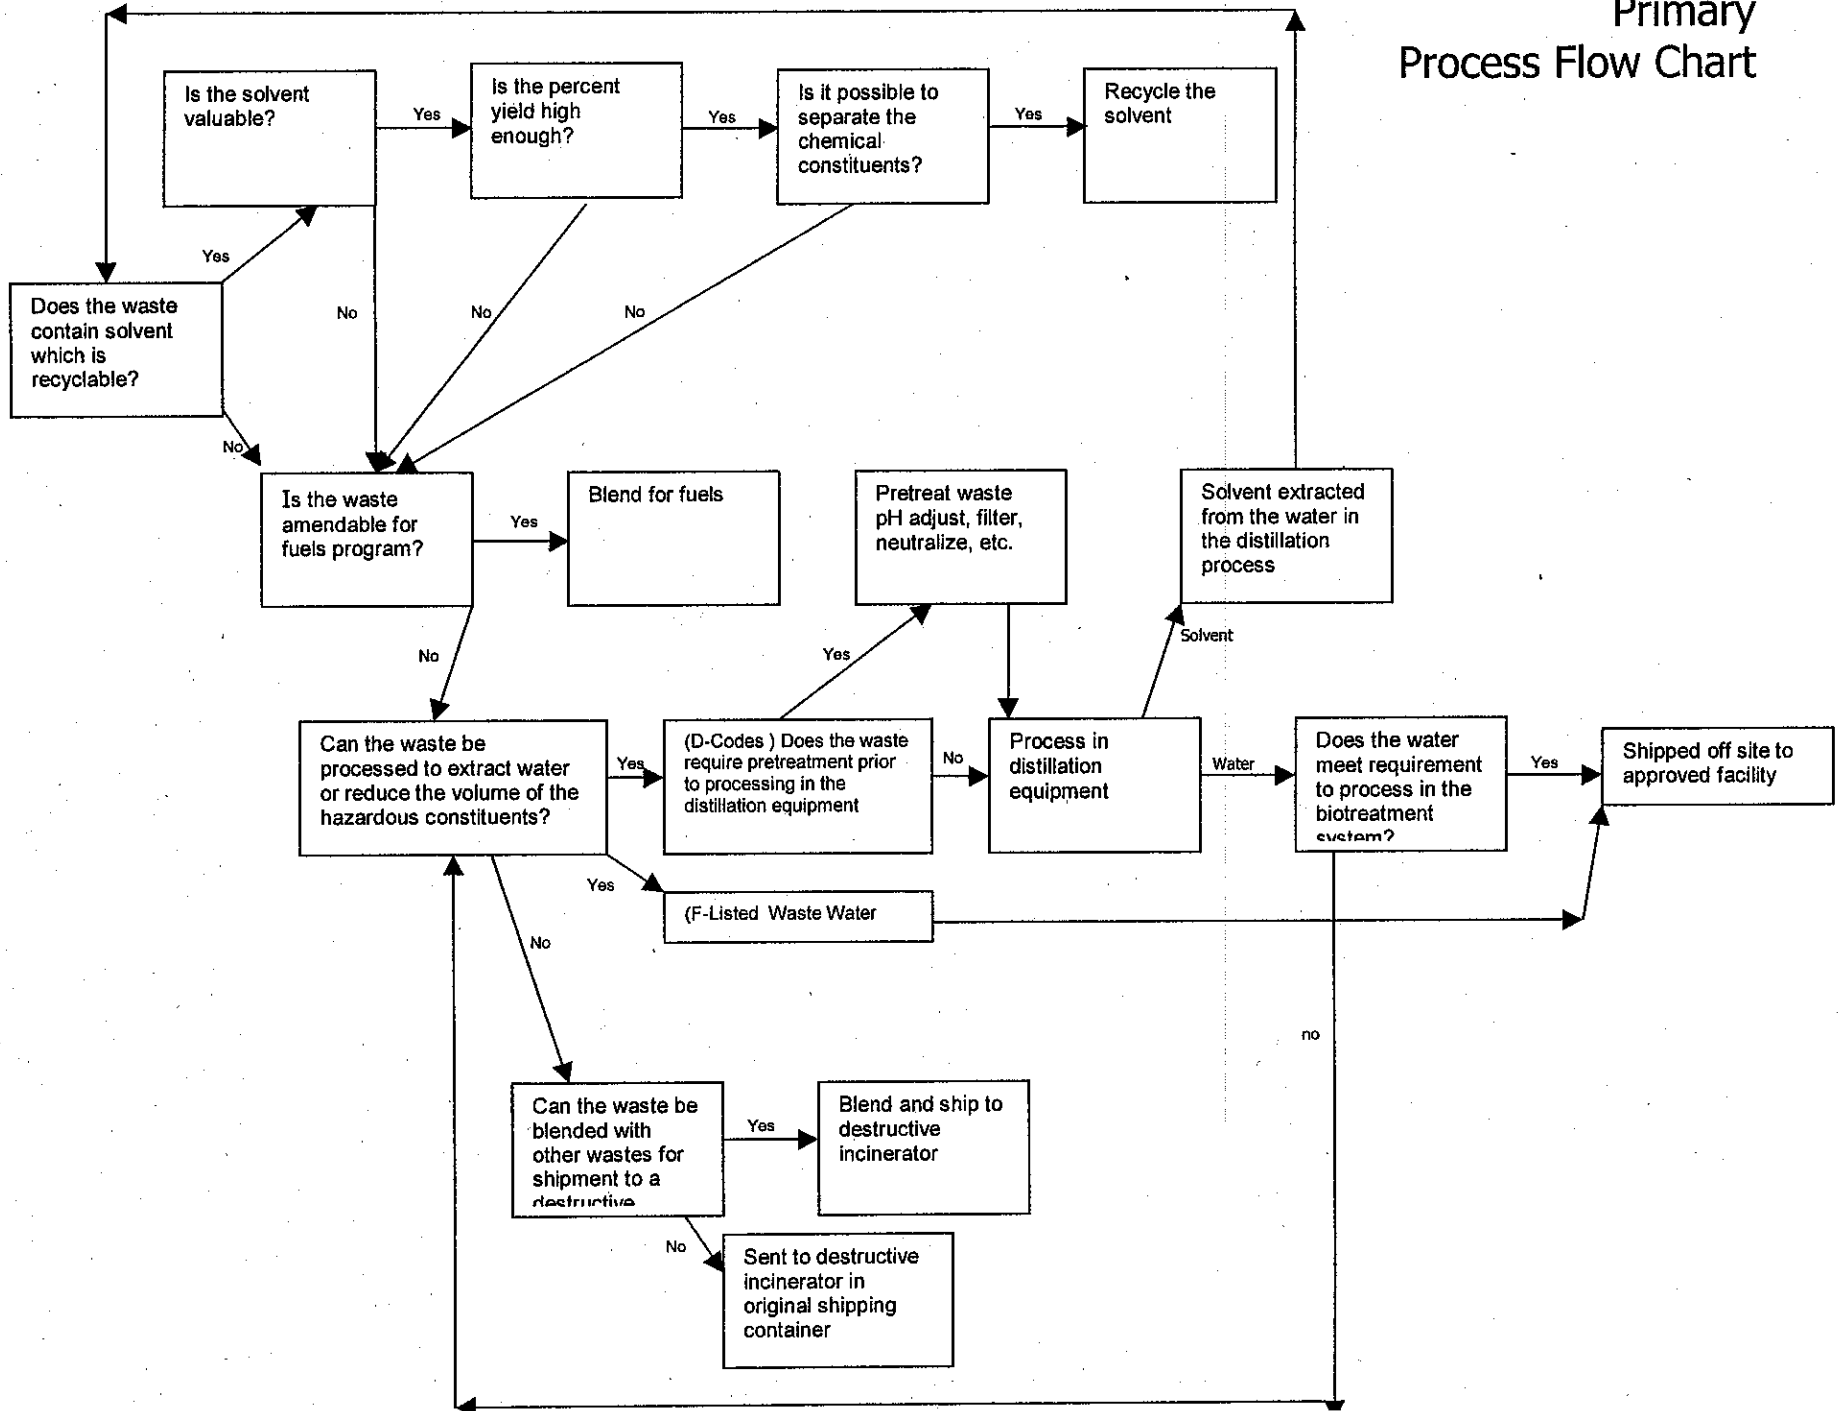 Primary
Process Flow Chart
Is the solvent
valuable?
Yes
Is the percent
yield high
enough?
Yes
Is it possible to
separate the
chemical
constituents?
Yes
Recycle the
solvent
Yes
Does the waste
contain solvent
which is
recyclable?
No
No
No
No
Is the waste
amendable for
fuels program?
Yes
Blend for fuels
Pretreat waste
pH adjust, filter,
neutralize, etc.
Solvent extracted
from the water in
the distillation
process
No
Yes
Solvent
Can the waste be
processed to extract water
or reduce the volume of the
hazardous constituents?
Yes
(D-Codes ) Does the waste
require pretreatment prior
to processing in the
distillation equipment
No
Process in
distillation
equipment
Water
Does the water
meet requirement
to process in the
biotreatment
system?
Yes
Shipped off site to
approved facility
Yes
(F-Listed Waste Water
No
no
Can the waste be
blended with
other wastes for
shipment to a
destructive
Yes
Blend and ship to
destructive
incinerator
No
Sent to destructive
incinerator in
original shipping
container